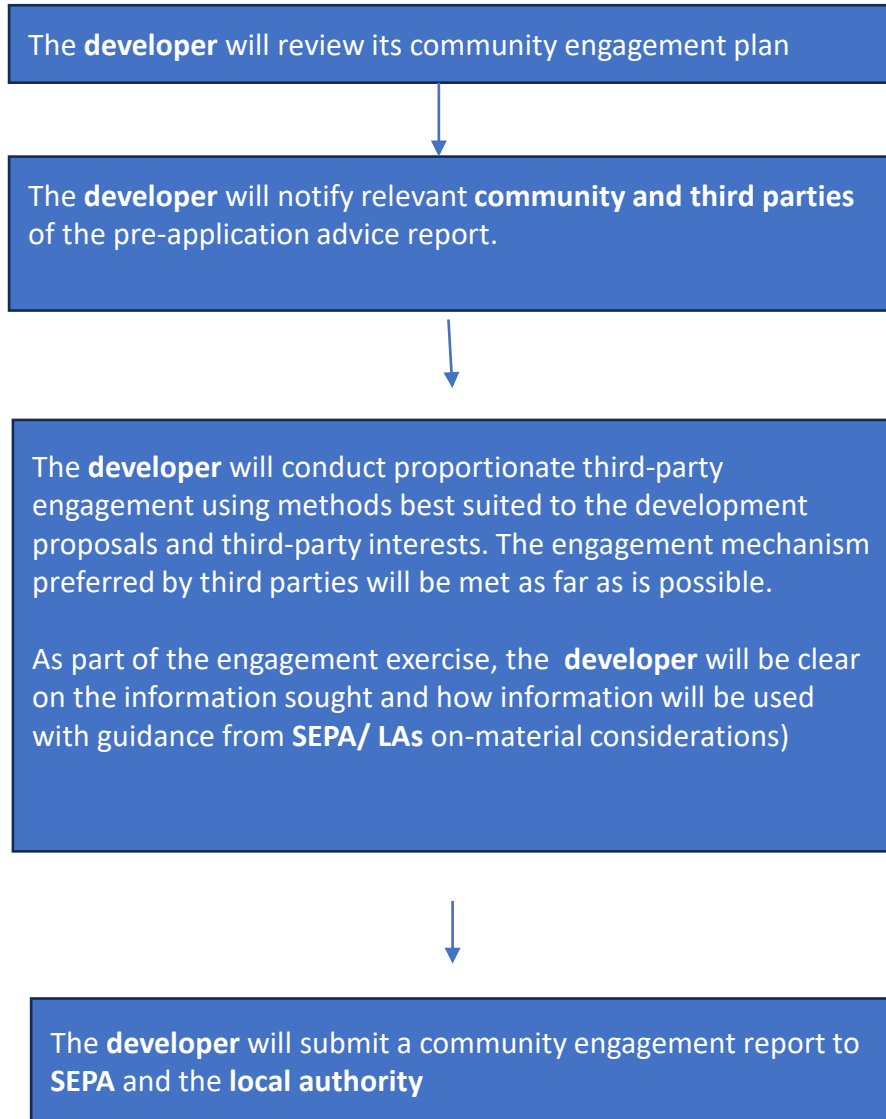 The developer will review its community engagement plan
The developer will notify relevant community and third parties
of the pre-application advice report.
The developer will conduct proportionate third-party
engagement using methods best suited to the development
proposals and third-party interests. The engagement mechanism
preferred by third parties will be met as far as is possible.
As part of the engagement exercise, the  developer will be clear
on the information sought and how information will be used
with guidance from SEPA/ LAs on-material considerations)
The developer will submit a community engagement report to
SEPA and the local authority